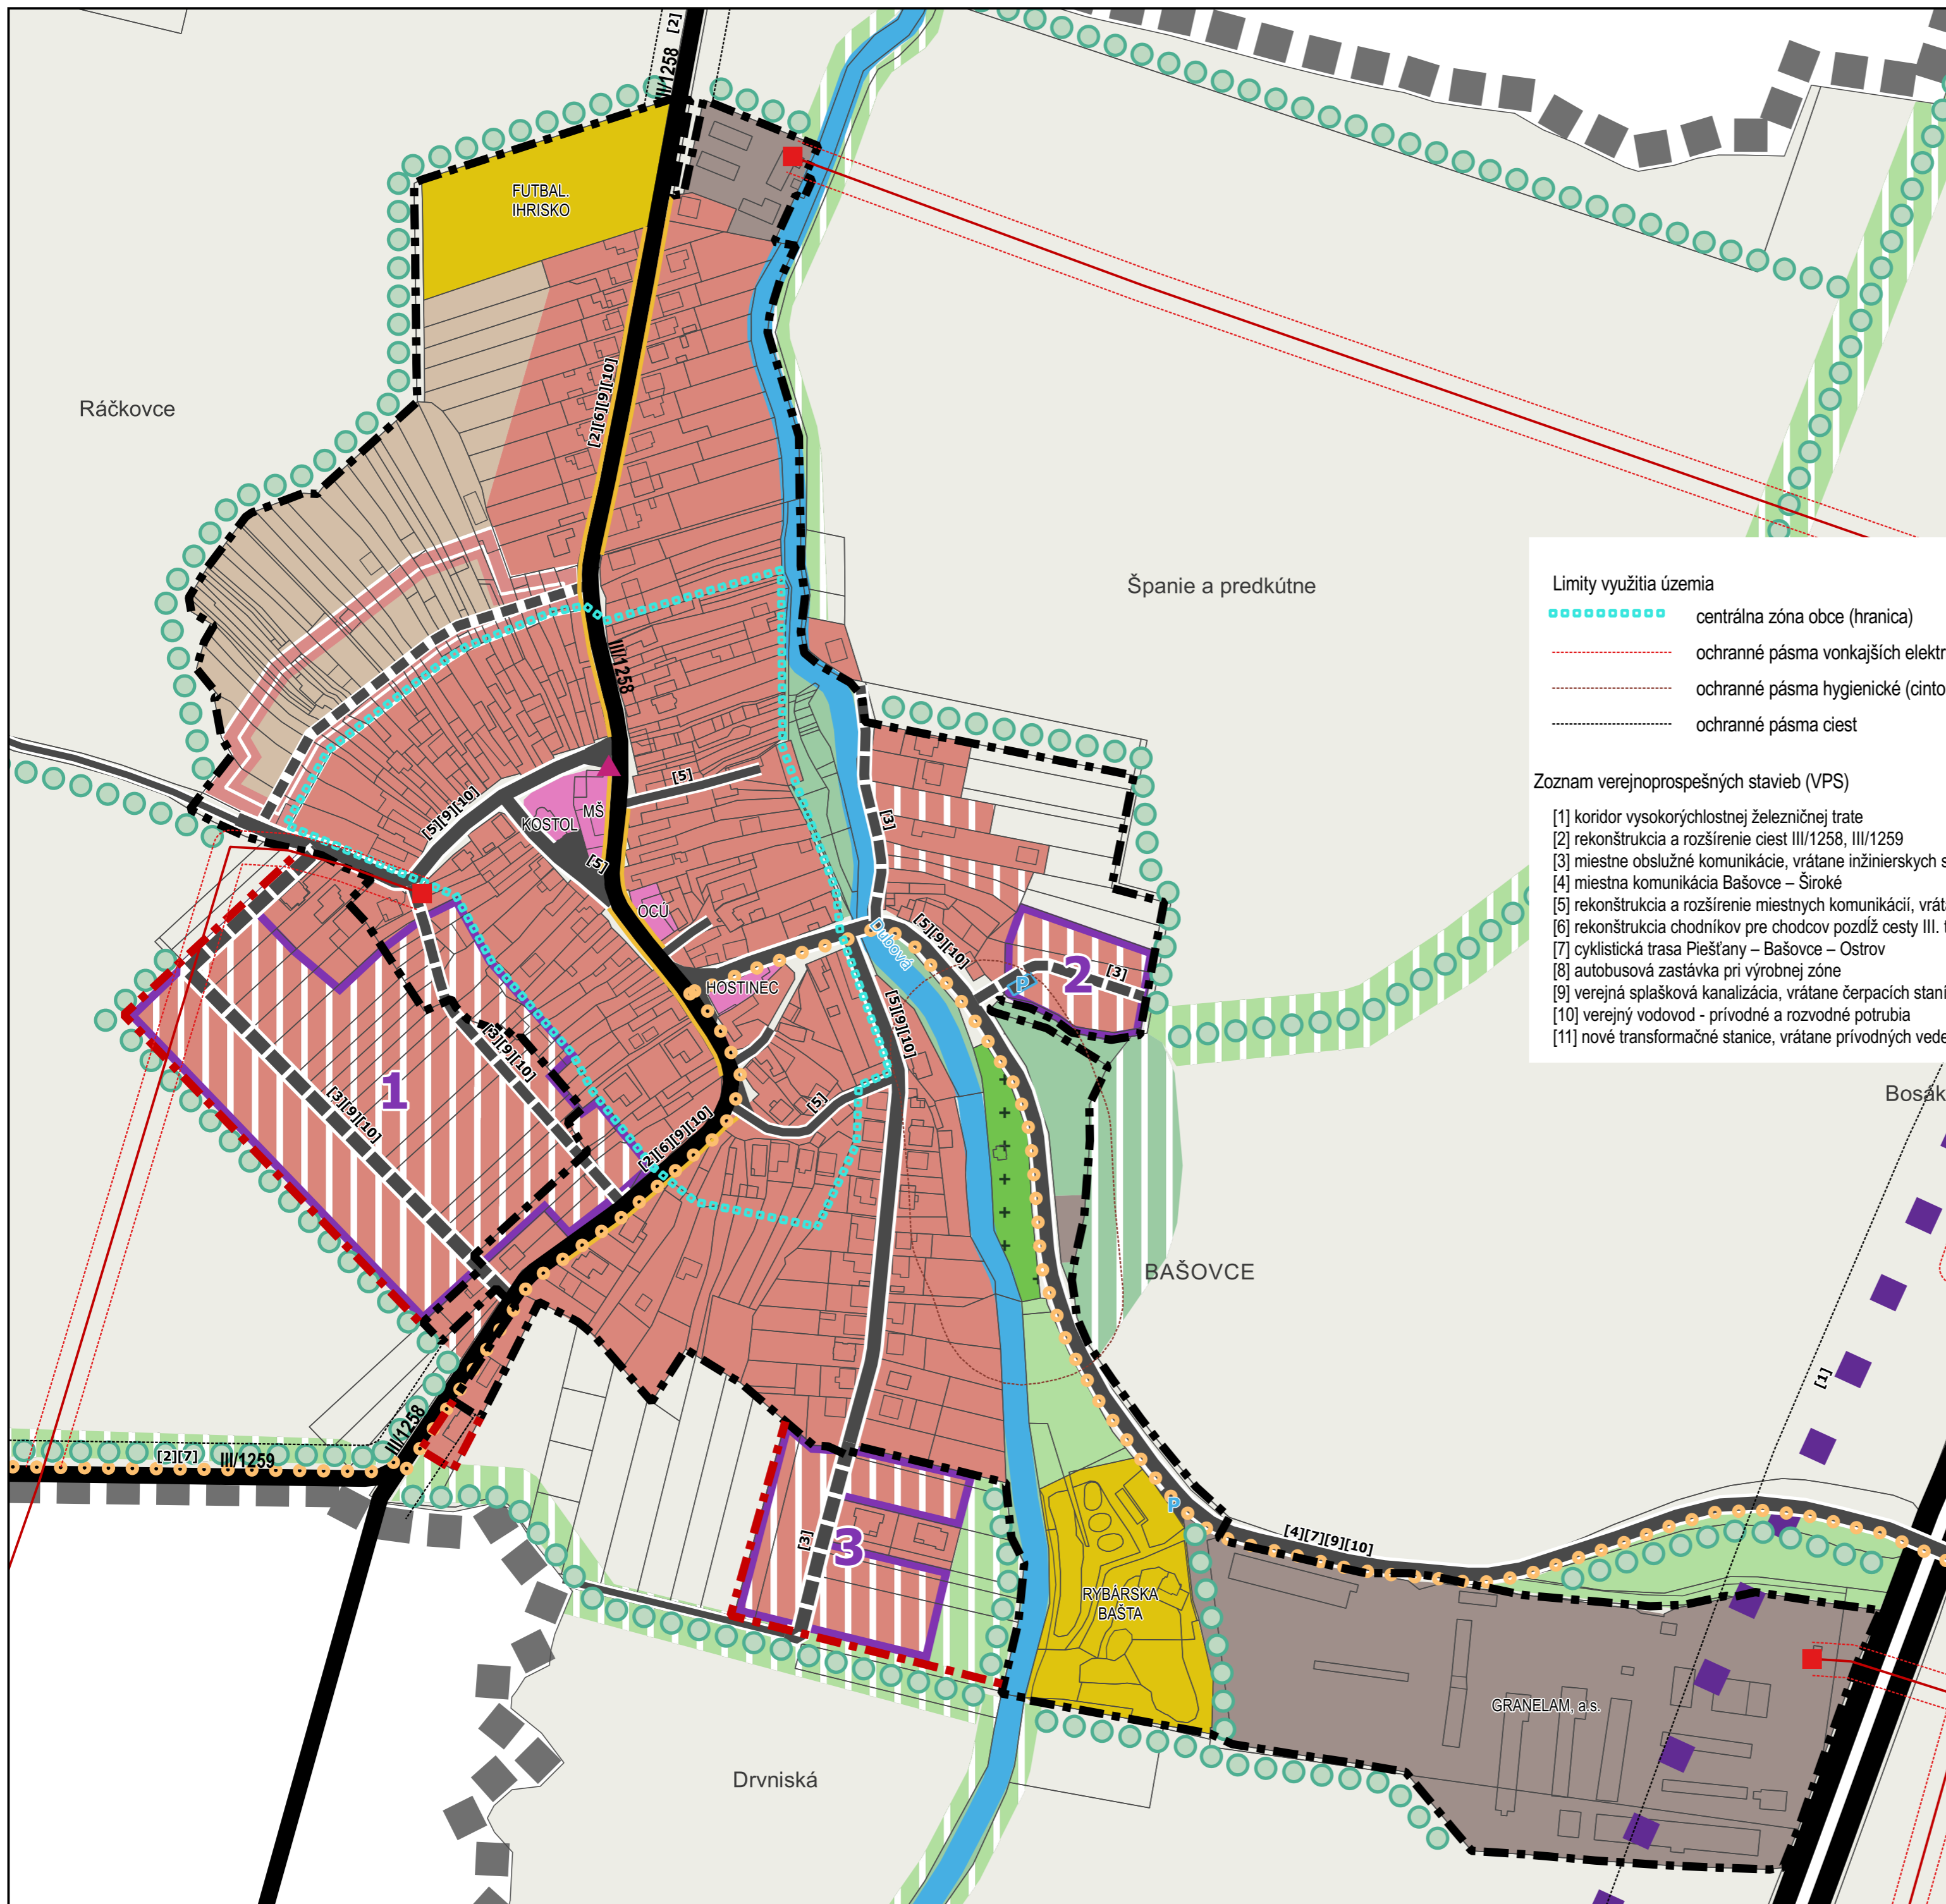 III/1258 [2]
FUTBAL.
IHRISKO
Ráčkovce
[2][6][9][10]
Španie a predkútne
III/1258
Limity využitia územia
centrálna zóna obce (hranica)
ochranné pásma vonkajších elektr
ochranné pásma hygienické (cinto
ochranné pásma ciest
Zoznam verejnoprospešných stavieb (VPS)
[1] koridor vysokorýchlostnej železničnej trate
[2] rekonštrukcia a rozšírenie ciest III/1258, III/1259
[3] miestne obslužné komunikácie, vrátane inžinierskych s
[4] miestna komunikácia Bašovce – Široké
[5] rekonštrukcia a rozšírenie miestnych komunikácií, vrát
[6] rekonštrukcia chodníkov pre chodcov pozdĺž cesty III. t
[7] cyklistická trasa Piešťany – Bašovce – Ostrov
[8] autobusová zastávka pri výrobnej zóne
[9] verejná splašková kanalizácia, vrátane čerpacích staní
[10] verejný vodovod - prívodné a rozvodné potrubia
[11] nové transformačné stanice, vrátane prívodných vede
[5]
[5][9][10]
MŠ
KOSTOL
[3]
[5]
OCÚ
Dubová
[5][9][10]
HOSTINEC
2
[3]
P
[5][9][10]
[3][9][10]
1
[3][9][10]
[5]
[2][6][9][10]
Bosák
BAŠOVCE
[1]
III/1258
[2][7]
III/1259
[3]
3
P
[4][7][9][10]
RYBÁRSKA
BAŠTA
GRANELAM, a.s.
Drvniská